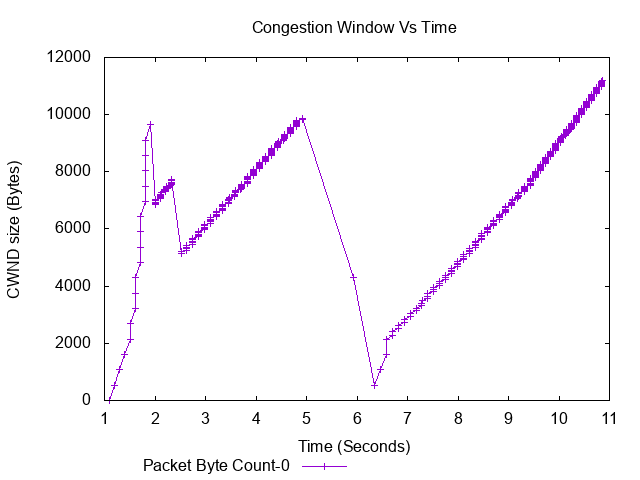 Congestion Window Vs Time
12000
10000
8000
6000
4000
2000
0
CWND size (Bytes)
1 2 3 4 5 6 7 8 9 10 11
Time (Seconds)
Packet Byte Count-0